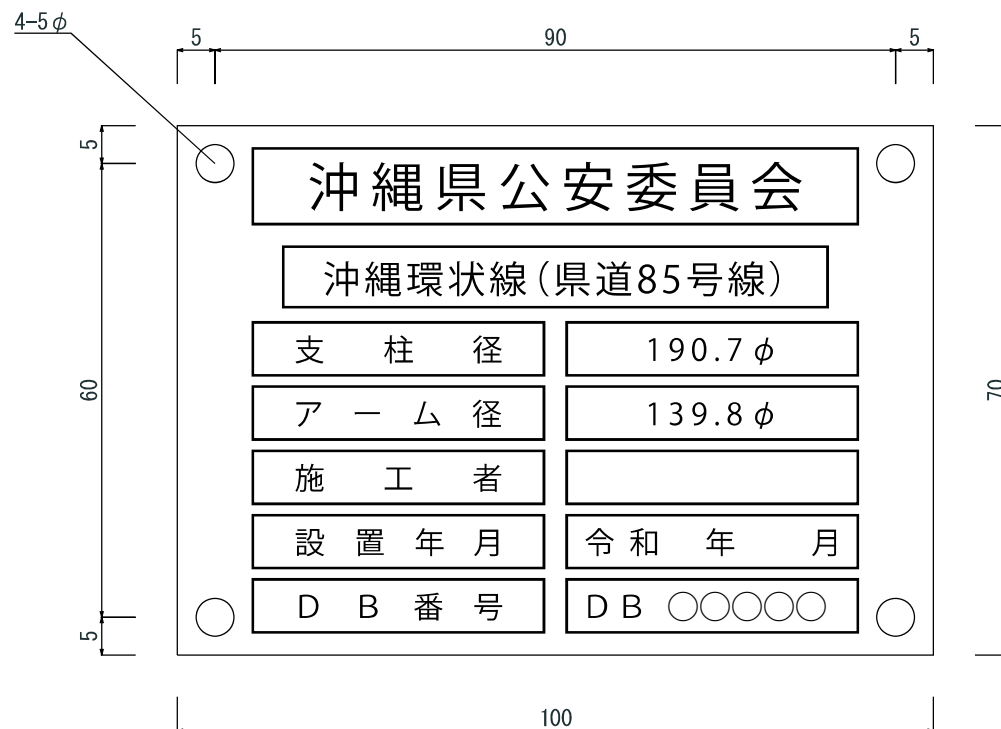 4-5φ
5 90 5
5
60
5
70
沖縄県公安委員会
沖縄環状線(県道85号線)
支柱径 190.7φ
アーム径 139.8φ
施工者
設置年月 令和 年 月
DB番号 DB ○○○○○
100